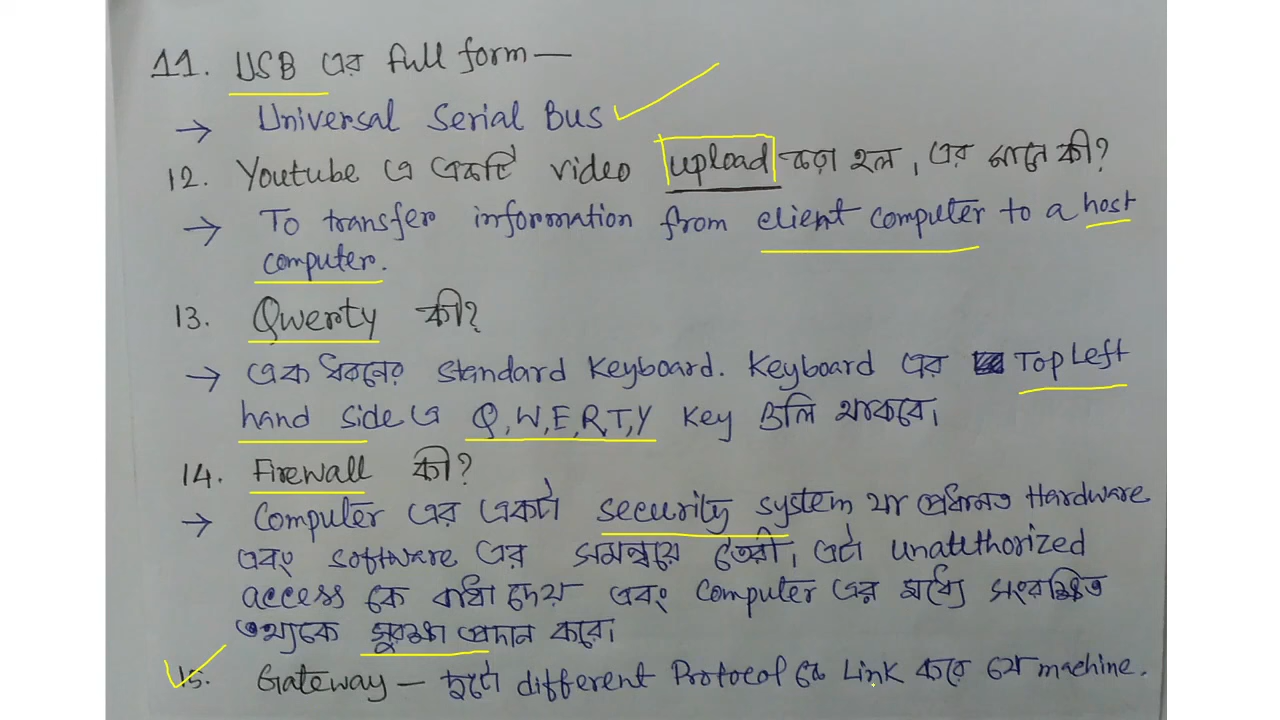 11. USB এর full form—
→ Universal Serial Bus
12. Youtube এ একটি video upload করা হল, এর মানে কী?
→ To transfer information from client computer to a host
computer.
13. Qwerty কী?
→ এক ধরনের standard Keyboard. Keyboard এর Top Left
hand side এ Q,W,E,R,T,Y Key গুলি থাকবে।
14. Firewall কী?
→ Computer এর একটা security system যা প্রধানত Hardware
এবং software এর সমন্বয়ে তৈরী, এটা unauthorized
access কে বাধা দেয় এবং computer এর মধ্যে সংরক্ষিত
তথ্যকে সুরক্ষা প্রদান করে।
15. Gateway — দুটো different Protocol কে Link করে যে machine.